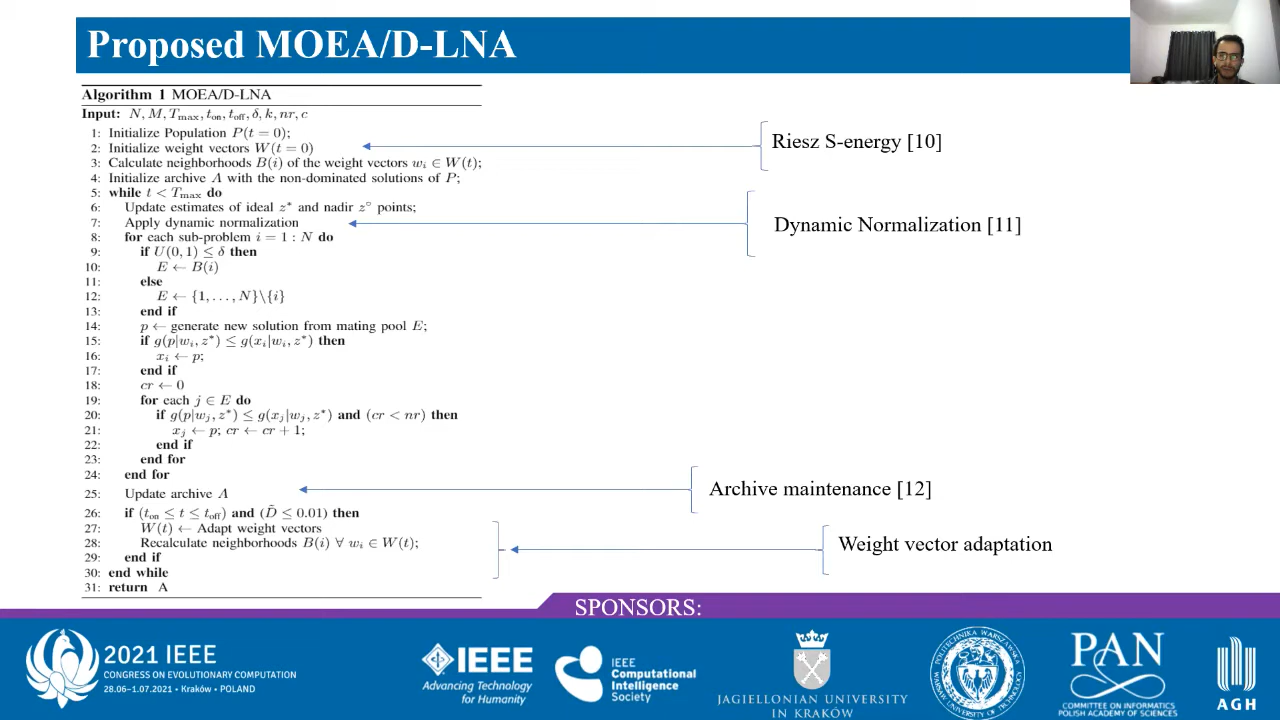 Proposed MOEA/D-LNA
Algorithm 1 MOEA/D-LNA
Input: N, M, T_max, t_on, t_off, δ, k, nr, c
1: Initialize Population P(t = 0);
2: Initialize weight vectors W(t = 0)
3: Calculate neighborhoods B(i) of the weight vectors w_i ∈ W(t);
4: Initialize archive Λ with the non-dominated solutions of P;
5: while t < T_max do
6: Update estimates of ideal z* and nadir z° points;
7: Apply dynamic normalization
8: for each sub-problem i = 1 : N do
9: if U(0, 1) ≤ δ then
10: E ← B(i)
11: else
12: E ← {1, . . . , N}\{i}
13: end if
14: p ← generate new solution from mating pool E;
15: if g(p|w_i, z*) ≤ g(x_i|w_i, z*) then
16: x_i ← p;
17: end if
18: cr ← 0
19: for each j ∈ E do
20: if g(p|w_j, z*) ≤ g(x_j|w_j, z*) and (cr < nr) then
21: x_j ← p; cr ← cr + 1;
22: end if
23: end for
24: end for
25: Update archive Λ
26: if (t_on ≤ t ≤ t_off) and (D̃ ≤ 0.01) then
27: W(t) ← Adapt weight vectors
28: Recalculate neighborhoods B(i) ∀ w_i ∈ W(t);
29: end if
30: end while
31: return A
Riesz S-energy [10]
Dynamic Normalization [11]
Archive maintenance [12]
Weight vector adaptation
SPONSORS:
2021 IEEE
CONGRESS ON EVOLUTIONARY COMPUTATION
28.06-1.07.2021 • Kraków • POLAND
IEEE
Advancing Technology
for Humanity
IEEE
Computational
Intelligence
Society
JAGIELLONIAN UNIVERSITY
IN KRAKÓW
POLITECHNIKA WARSZAWSKA
WARSAW UNIVERSITY OF TECHNOLOGY
PAN
COMMITTEE ON INFORMATICS
POLISH ACADEMY OF SCIENCES
AGH